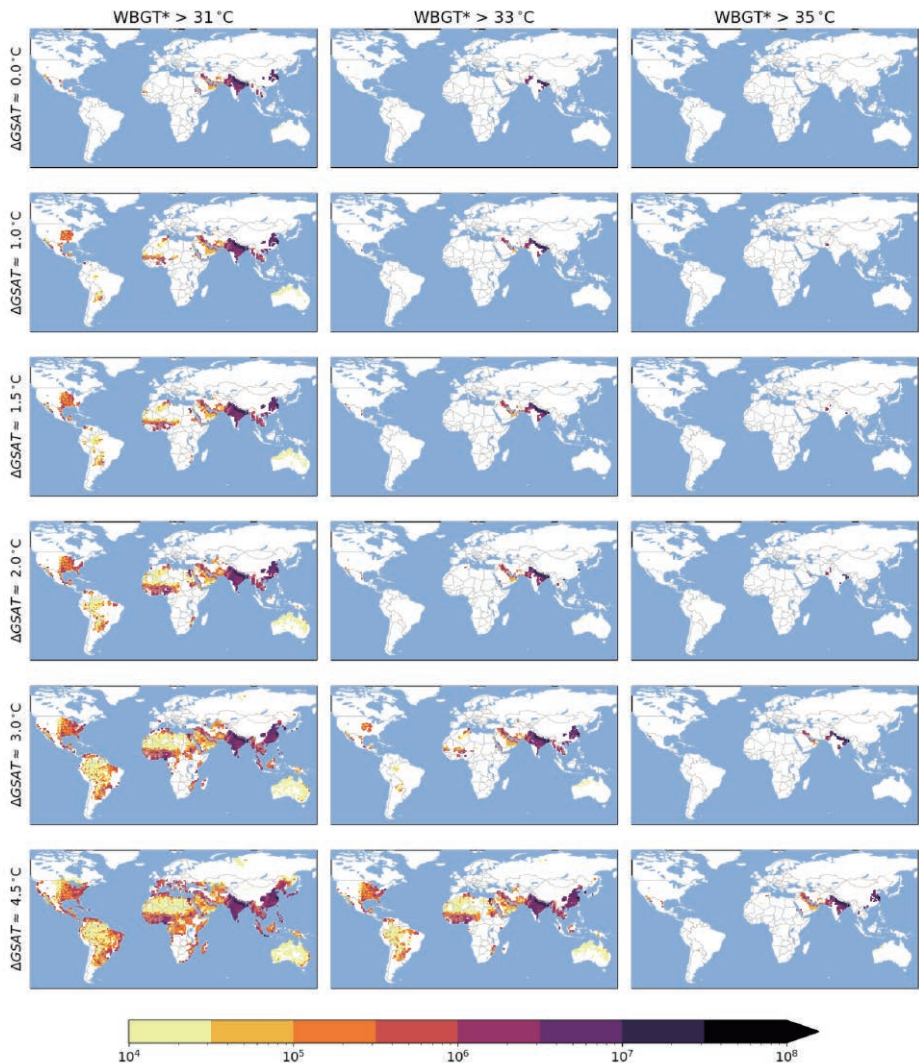 WBGT* > 31°C WBGT* > 33°C WBGT* > 35°C
ΔGSAT ≈ 0.0°C
ΔGSAT ≈ 1.0°C
ΔGSAT ≈ 1.5°C
ΔGSAT ≈ 2.0°C
ΔGSAT ≈ 3.0°C
ΔGSAT ≈ 4.5°C
10⁴ 10⁵ 10⁶ 10⁷ 10⁸